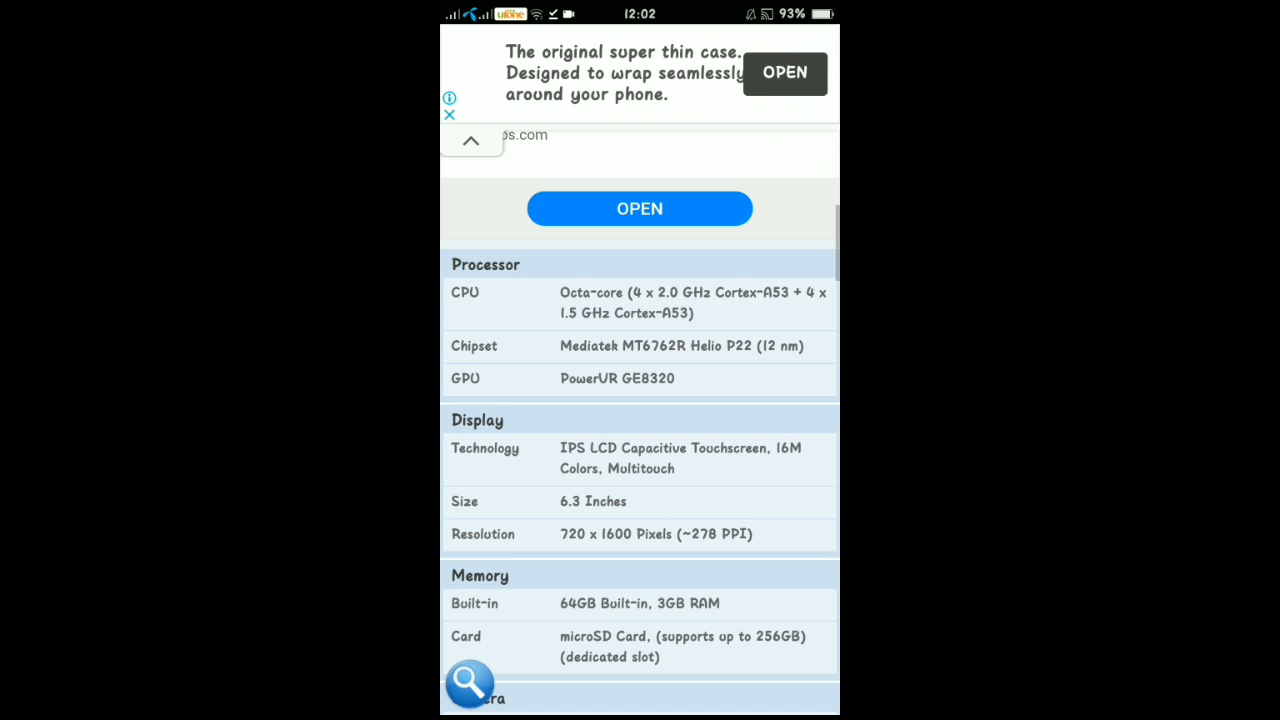 ufone 12:02 93%
The original super thin case.
Designed to wrap seamlessly
around your phone.
OPEN
ps.com
OPEN
Processor
CPU Octa-core (4 x 2.0 GHz Cortex-A53 + 4 x
1.5 GHz Cortex-A53)
Chipset Mediatek MT6762R Helio P22 (12 nm)
GPU PowerVR GE8320
Display
Technology IPS LCD Capacitive Touchscreen, 16M
Colors, Multitouch
Size 6.3 Inches
Resolution 720 x 1600 Pixels (~278 PPI)
Memory
Built-in 64GB Built-in, 3GB RAM
Card microSD Card, (supports up to 256GB)
(dedicated slot)